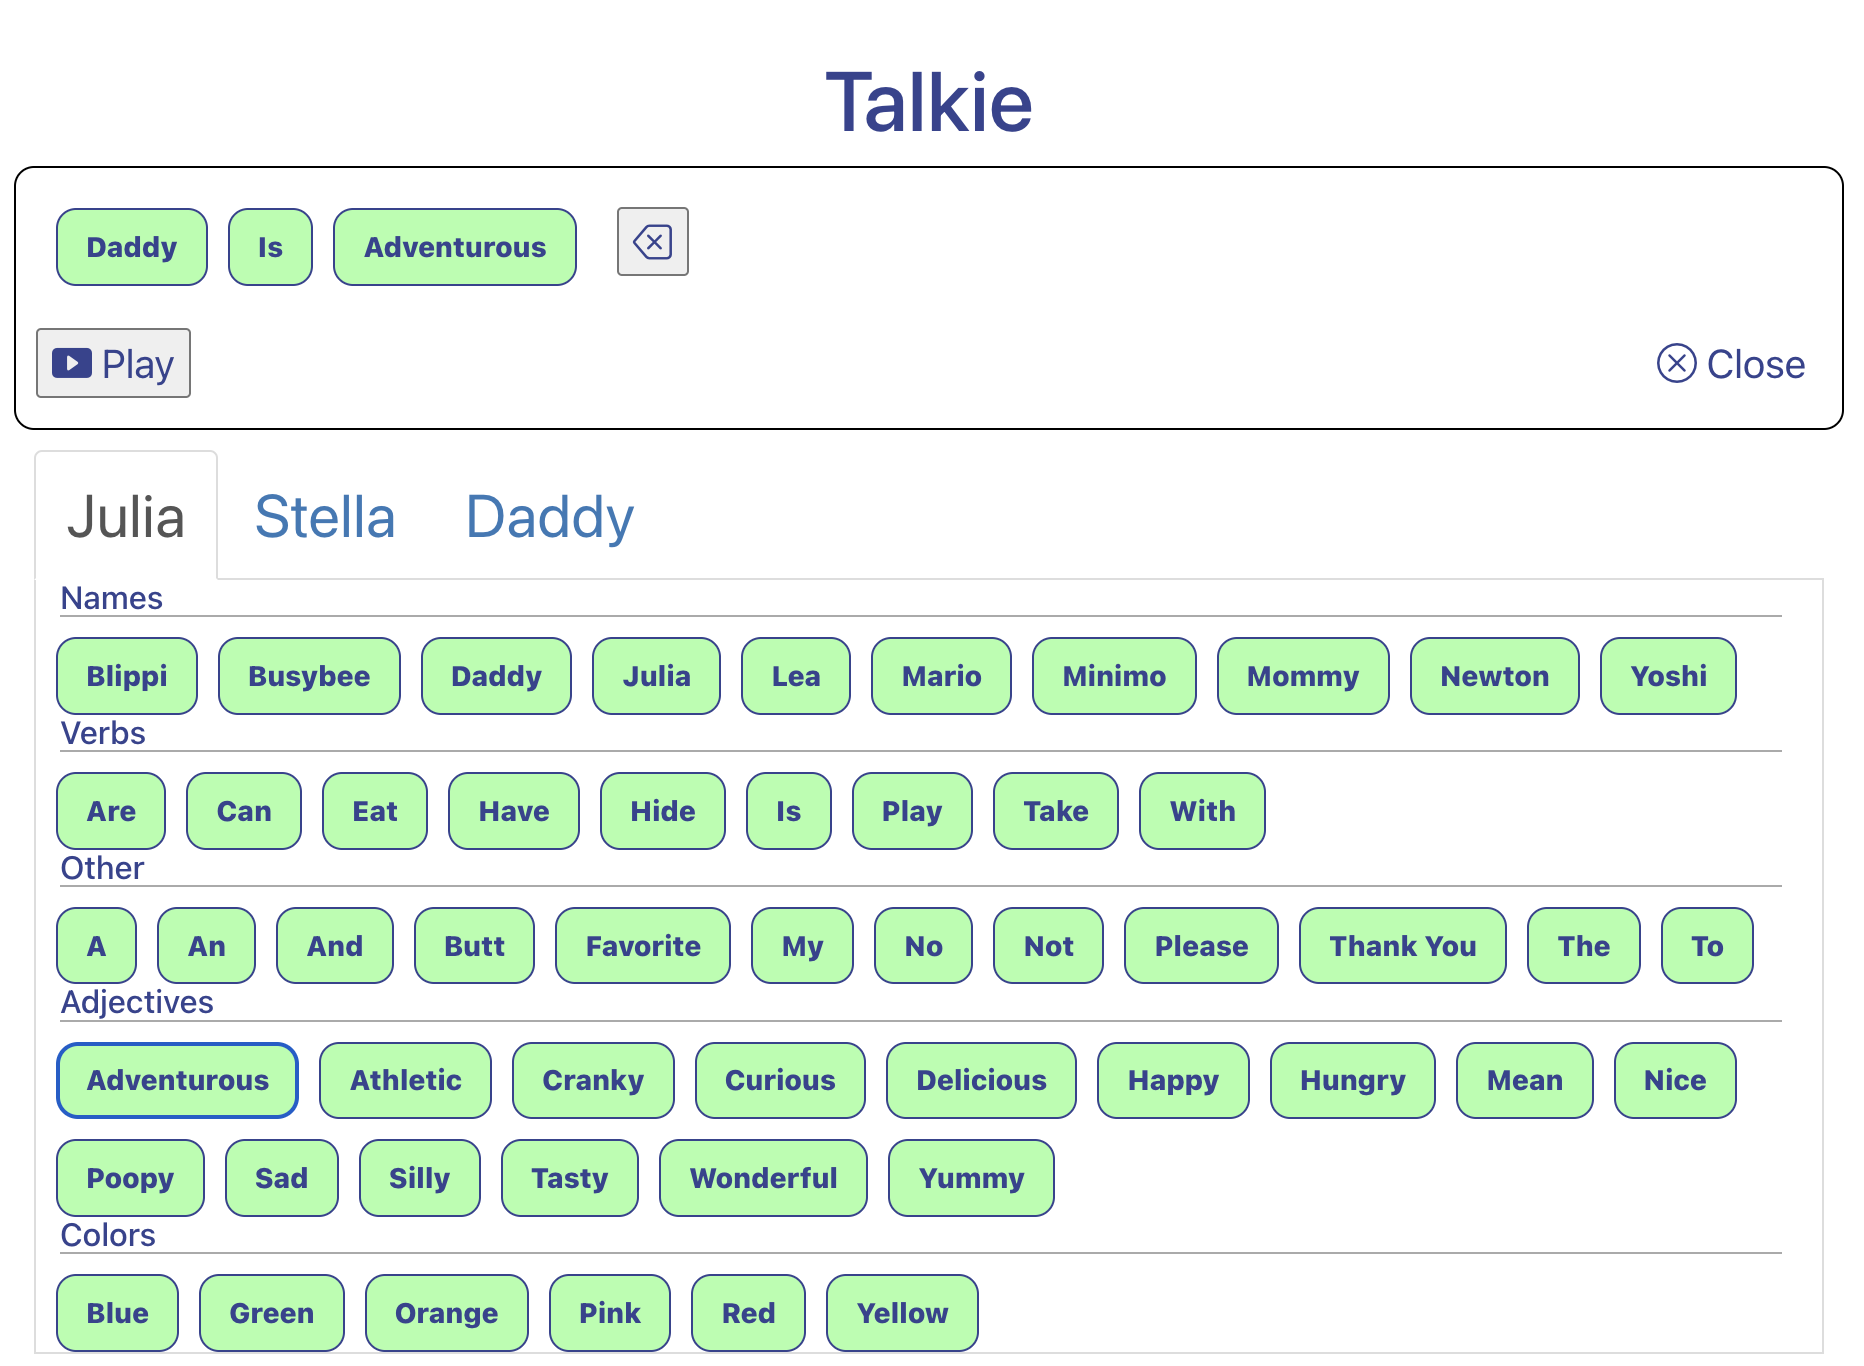 Talkie
Daddy Is Adventurous
Play Close
Julia Stella Daddy
Names
Blippi Busybee Daddy Julia Lea Mario Minimo Mommy Newton Yoshi
Verbs
Are Can Eat Have Hide Is Play Take With
Other
A An And Butt Favorite My No Not Please Thank You The To
Adjectives
Adventurous Athletic Cranky Curious Delicious Happy Hungry Mean Nice
Poopy Sad Silly Tasty Wonderful Yummy
Colors
Blue Green Orange Pink Red Yellow